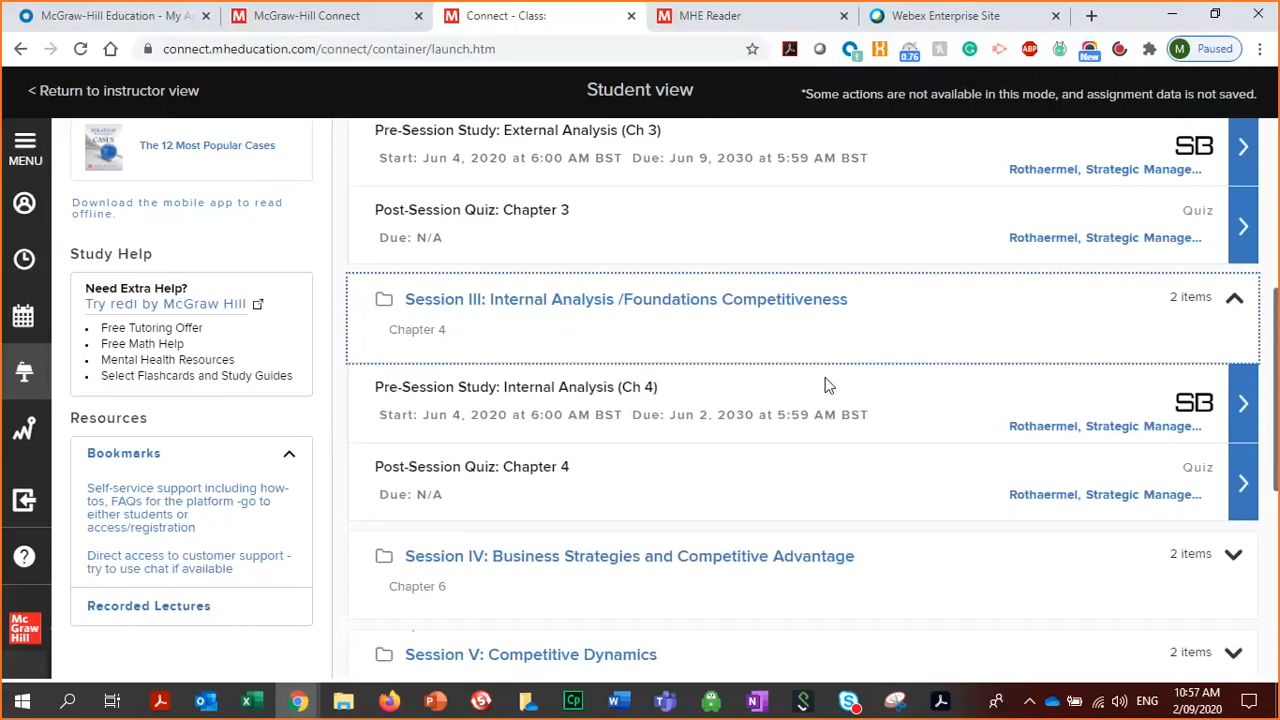 McGraw-Hill Education - My A
McGraw-Hill Connect
Connect - Class:
MHE Reader
Webex Enterprise Site
connect.mheducation.com/connect/container/launch.htm
0.76
ABP
New
M Paused
< Return to instructor view
Student view
*Some actions are not available in this mode, and assignment data is not saved.
MENU
The 12 Most Popular Cases
Download the mobile app to read
offline.
Study Help
Need Extra Help?
Try redI by McGraw Hill
• Free Tutoring Offer
• Free Math Help
• Mental Health Resources
• Select Flashcards and Study Guides
Resources
Bookmarks
Self-service support including how-
tos, FAQs for the platform -go to
either students or
access/registration
Direct access to customer support -
try to use chat if available
Recorded Lectures
Mc
Graw
Hill
Pre-Session Study: External Analysis (Ch 3)
Start: Jun 4, 2020 at 6:00 AM BST Due: Jun 9, 2030 at 5:59 AM BST
SB
Rothaermel, Strategic Manage...
Post-Session Quiz: Chapter 3
Quiz
Due: N/A
Rothaermel, Strategic Manage...
Session III: Internal Analysis /Foundations Competitiveness
2 items
Chapter 4
Pre-Session Study: Internal Analysis (Ch 4)
Start: Jun 4, 2020 at 6:00 AM BST Due: Jun 2, 2030 at 5:59 AM BST
SB
Rothaermel, Strategic Manage...
Post-Session Quiz: Chapter 4
Quiz
Due: N/A
Rothaermel, Strategic Manage...
Session IV: Business Strategies and Competitive Advantage
2 items
Chapter 6
Session V: Competitive Dynamics
2 items
ENG
10:57 AM
2/09/2020